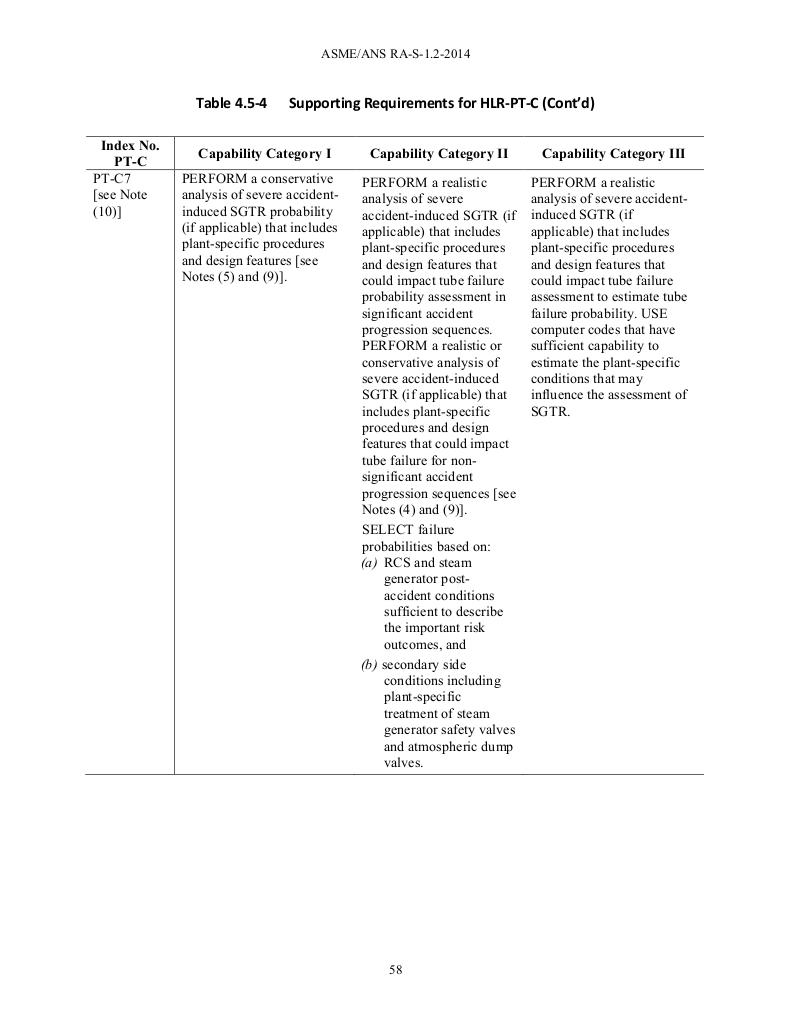 ASME/ANS RA-S-1.2-2014
Table 4.5-4 Supporting Requirements for HLR-PT-C (Cont’d)
Index No.
PT-C
Capability Category I
Capability Category II
Capability Category III
PT-C7
[see Note
(10)]
PERFORM a conservative
analysis of severe accident-
induced SGTR probability
(if applicable) that includes
plant-specific procedures
and design features [see
Notes (5) and (9)].
PERFORM a realistic
analysis of severe
accident-induced SGTR (if
applicable) that includes
plant-specific procedures
and design features that
could impact tube failure
probability assessment in
significant accident
progression sequences.
PERFORM a realistic or
conservative analysis of
severe accident-induced
SGTR (if applicable) that
includes plant-specific
procedures and design
features that could impact
tube failure for non-
significant accident
progression sequences [see
Notes (4) and (9)].
SELECT failure
probabilities based on:
(a) RCS and steam
generator post-
accident conditions
sufficient to describe
the important risk
outcomes, and
(b) secondary side
conditions including
plant-specific
treatment of steam
generator safety valves
and atmospheric dump
valves.
PERFORM a realistic
analysis of severe accident-
induced SGTR (if
applicable) that includes
plant-specific procedures
and design features that
could impact tube failure
assessment to estimate tube
failure probability. USE
computer codes that have
sufficient capability to
estimate the plant-specific
conditions that may
influence the assessment of
SGTR.
58